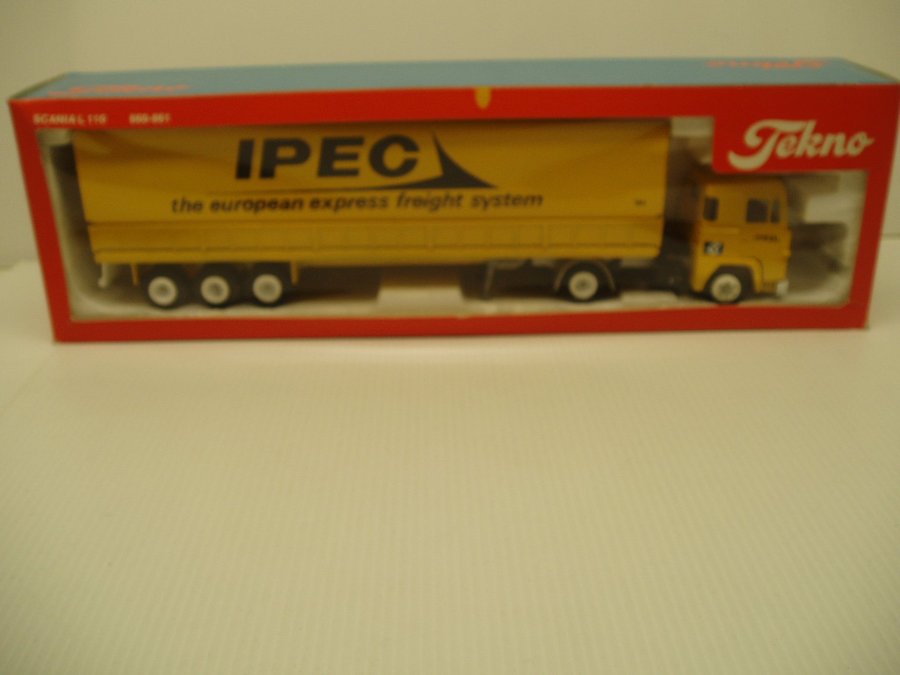 SCANIA L 110
Tekno
IPEC
the european express freight system